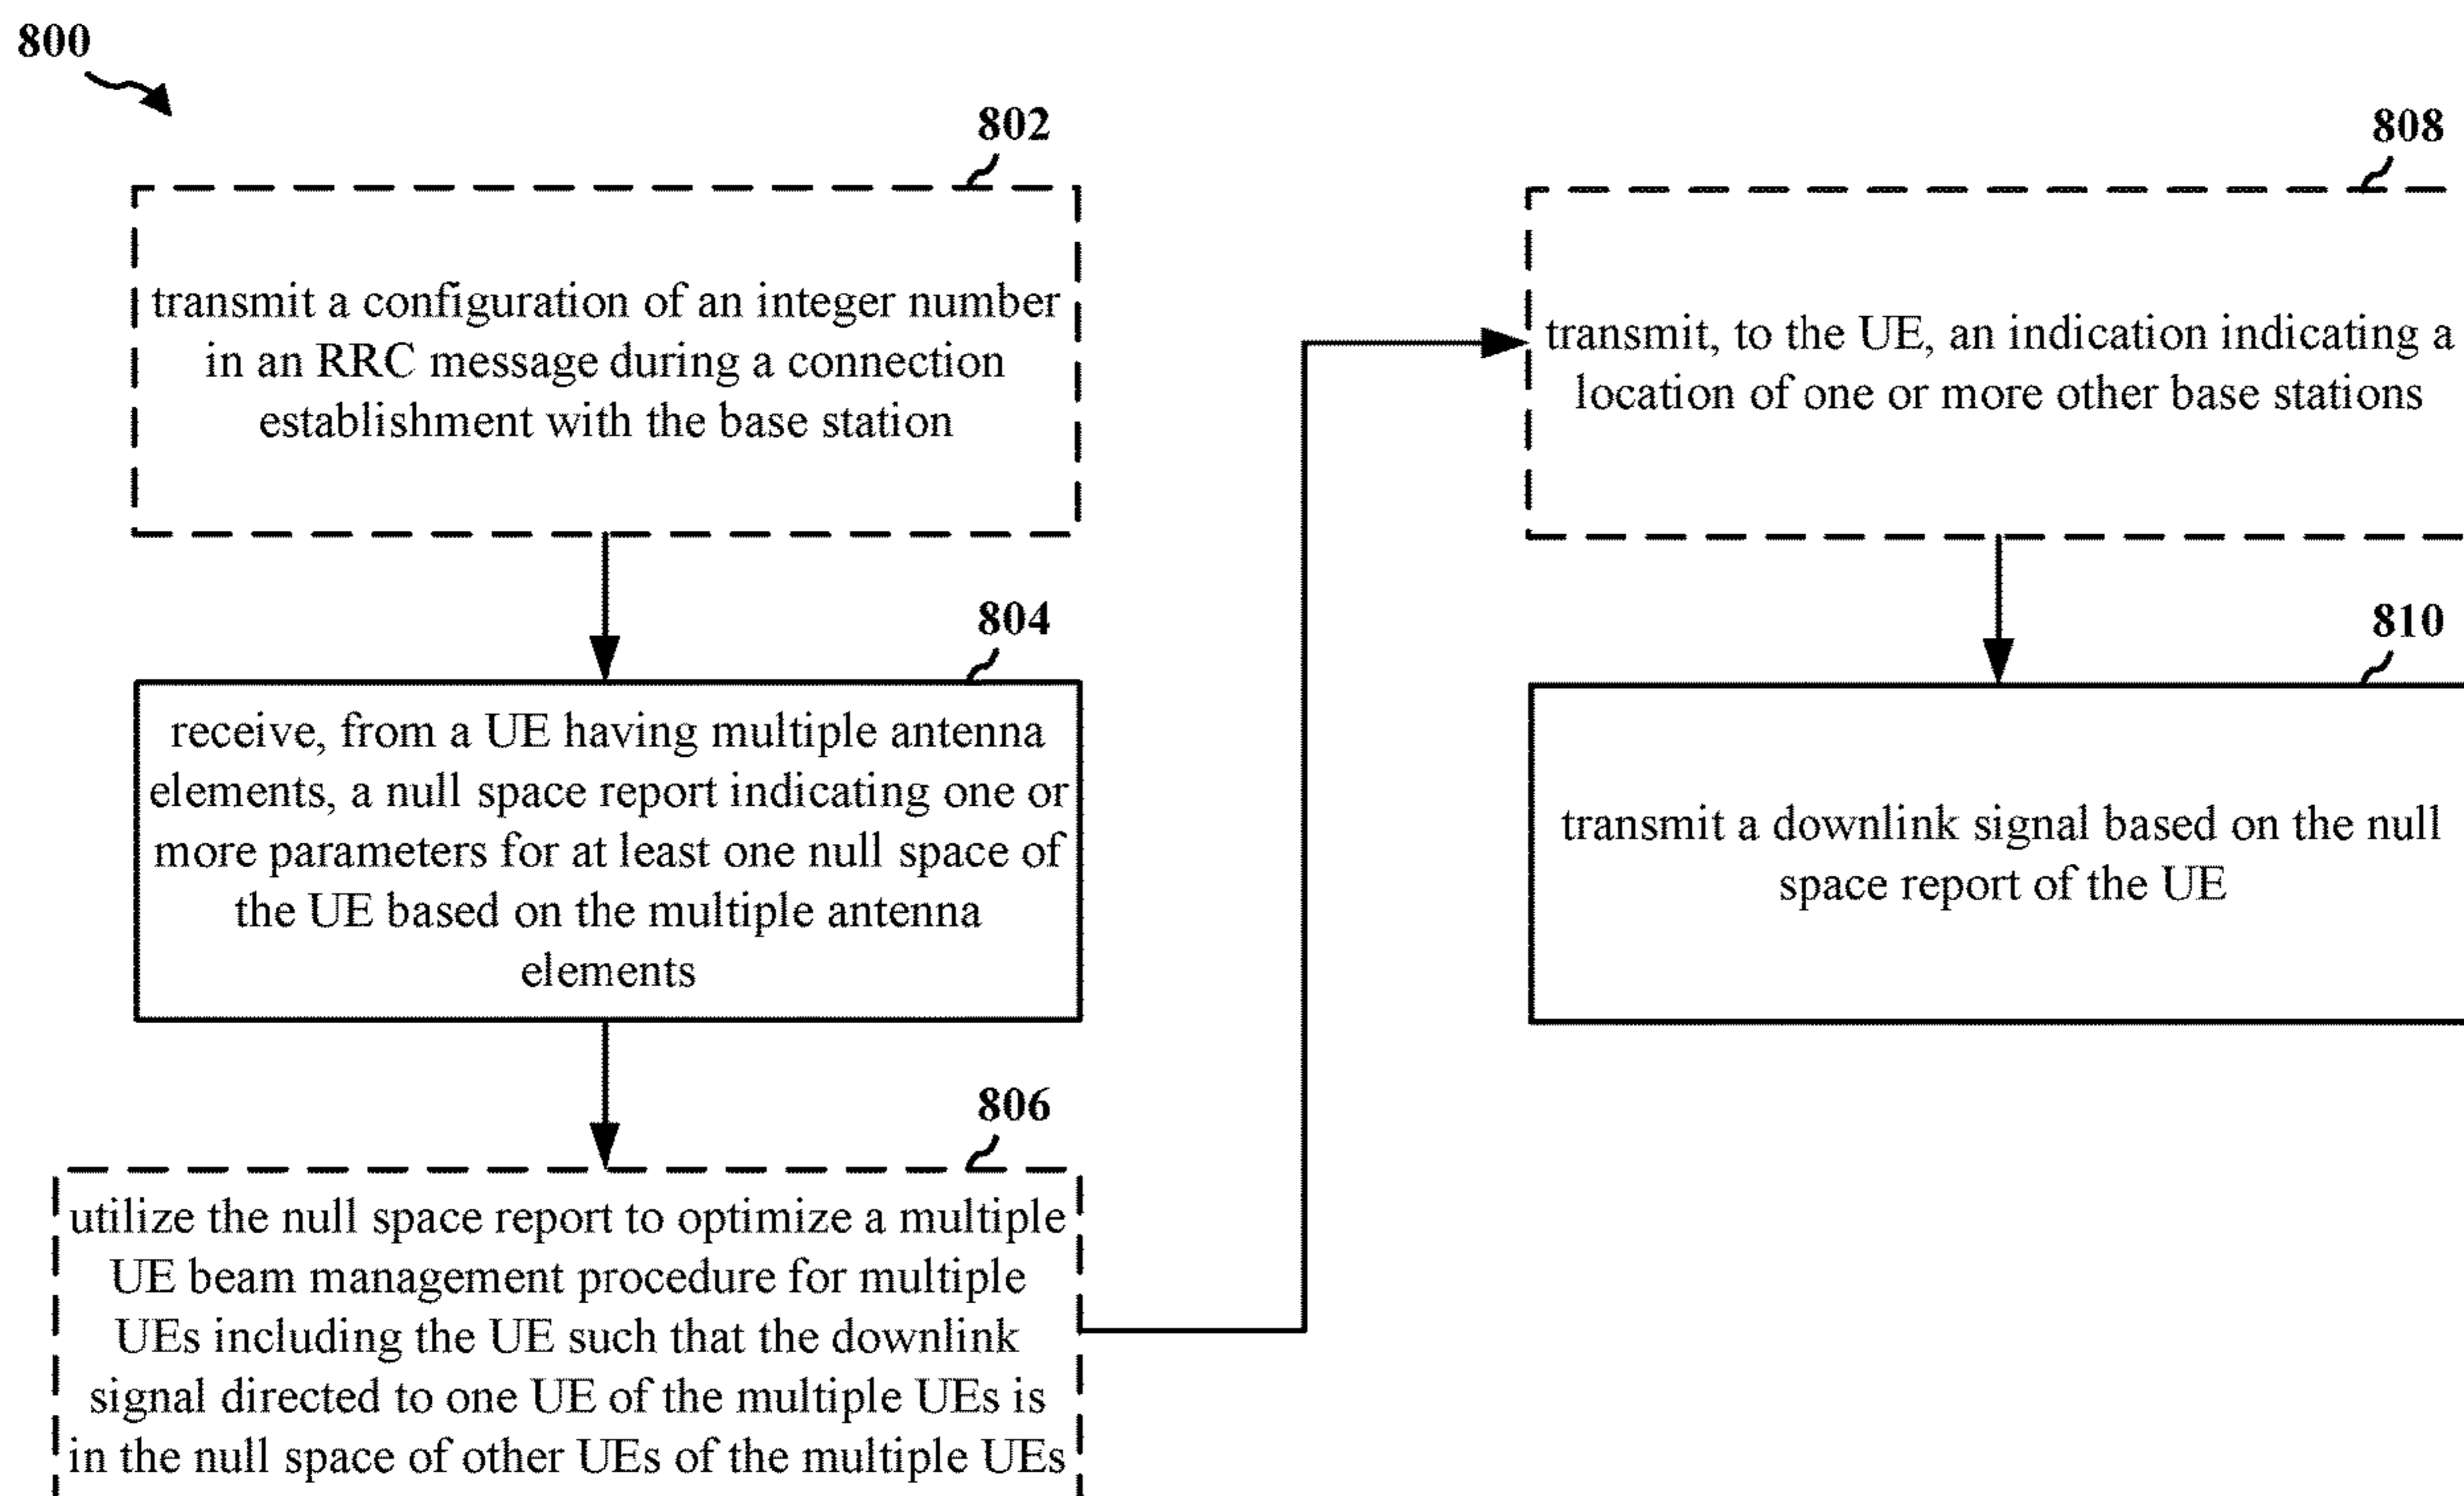 800
802
transmit a configuration of an integer number
in an RRC message during a connection
establishment with the base station
804
receive, from a UE having multiple antenna
elements, a null space report indicating one or
more parameters for at least one null space of
the UE based on the multiple antenna
elements
806
utilize the null space report to optimize a multiple
UE beam management procedure for multiple
UEs including the UE such that the downlink
signal directed to one UE of the multiple UEs is
in the null space of other UEs of the multiple UEs
808
transmit, to the UE, an indication indicating a
location of one or more other base stations
810
transmit a downlink signal based on the null
space report of the UE